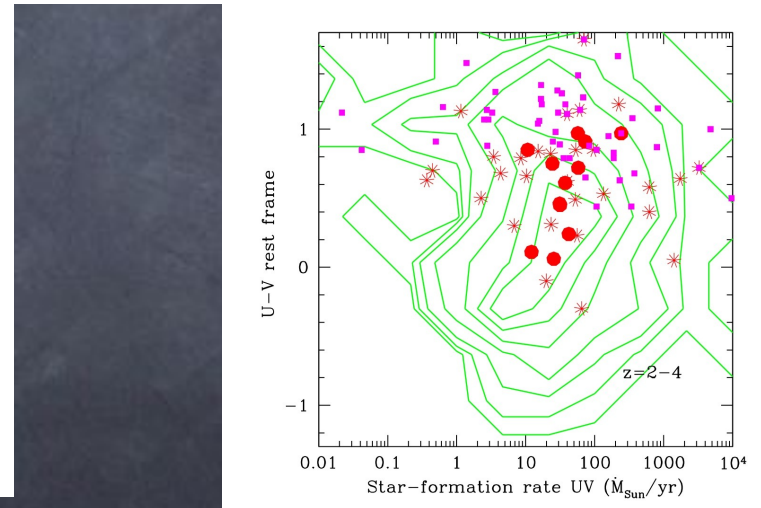 1
0
−1
U−V rest frame
z=2−4
0.01 0.1 1 10 100 1000 10⁴
Star−formation rate UV (Ṁ_Sun/yr)